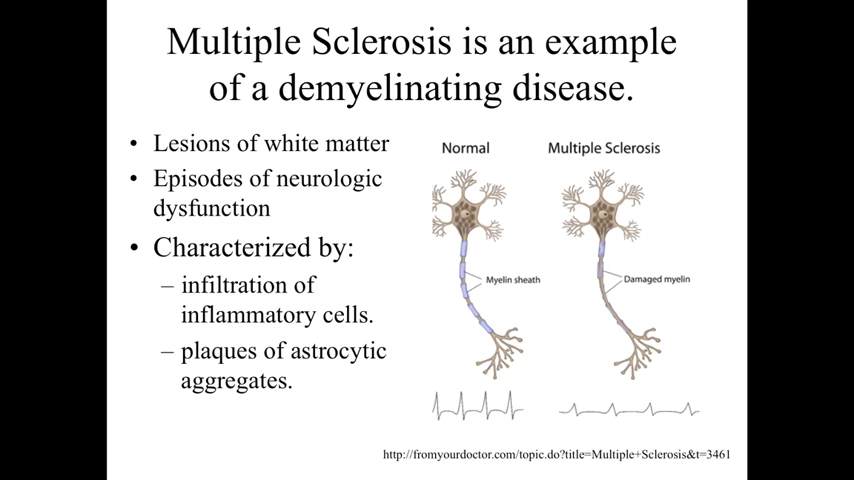 Multiple Sclerosis is an example
of a demyelinating disease.
• Lesions of white matter
• Episodes of neurologic
dysfunction
• Characterized by:
– infiltration of
inflammatory cells.
– plaques of astrocytic
aggregates.
Normal
Multiple Sclerosis
Myelin sheath
Damaged myelin
http://fromyourdoctor.com/topic.do?title=Multiple+Sclerosis&t=3461